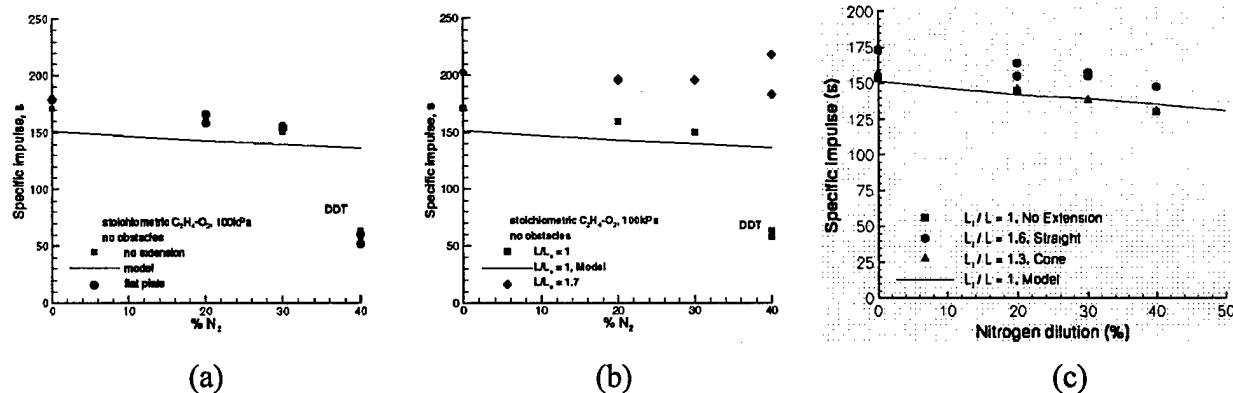 250
200
150
100
50
0
Specific impulse, s
stoichiometric C₂H₄-O₂, 100kPa
no obstacles
no extension
model
flat plate
DDT
0 10 20 30 40
% N₂
(a)
250
200
150
100
50
0
Specific impulse, s
stoichiometric C₂H₄-O₂, 100kPa
no obstacles
L/Lₒ = 1
L/Lₒ = 1, Model
L/Lₒ = 1.7
DDT
0 10 20 30 40
% N₂
(b)
200
175
150
125
100
75
50
25
0
Specific impulse (s)
Lₜ / L = 1, No Extension
Lₜ / L = 1.6, Straight
Lₜ / L = 1.3, Cone
Lₜ / L = 1, Model
0 10 20 30 40 50
Nitrogen dilution (%)
(c)